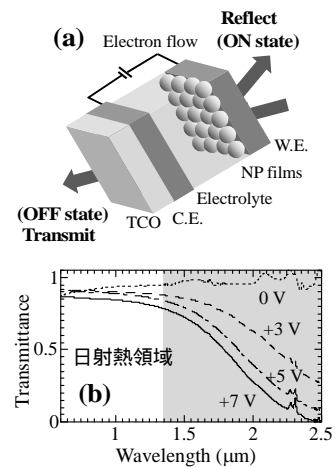 (a)
Electron flow
Reflect
(ON state)
W.E.
NP films
Electrolyte
C.E.
TCO
(OFF state)
Transmit
(b)
Transmittance
1
0.5
0
0 V
+3 V
+5 V
+7 V
日射熱領域
1 1.5 2 2.5
Wavelength (μm)